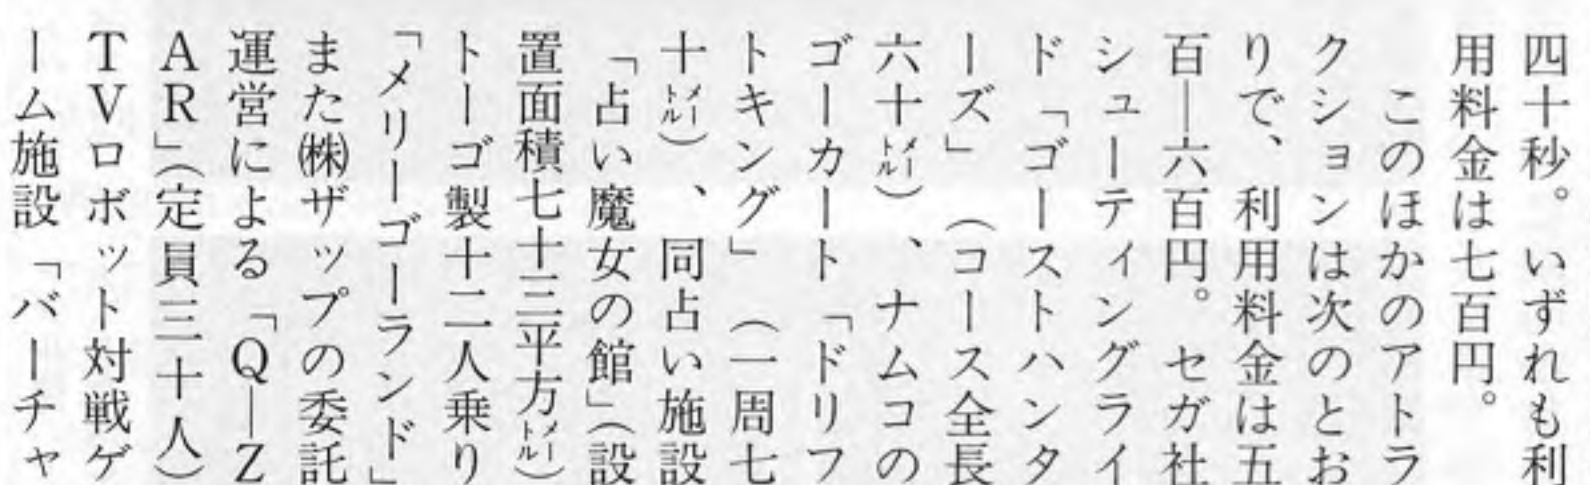 四十秒。いずれも利
用料金は七百円。
このほかのアトラ
クションは次のとお
りで、利用料金は五
百―六百円。セガ社
シューティングライ
ド「ゴーストハンタ
ーズ」（コース全長
六十㍍）、ナムコの
ゴーカート「ドリフ
トキング」（一周七
十㍍）、同占い施設
「占い魔女の館」（設
置面積七十三平方㍍）
トーゴ製十二人乗り
「メリーゴーランド」
また㈱ザップの委託
運営による「Q―Z
AR」（定員三十人）
TVロボット対戦ゲ
ーム施設「バーチャ